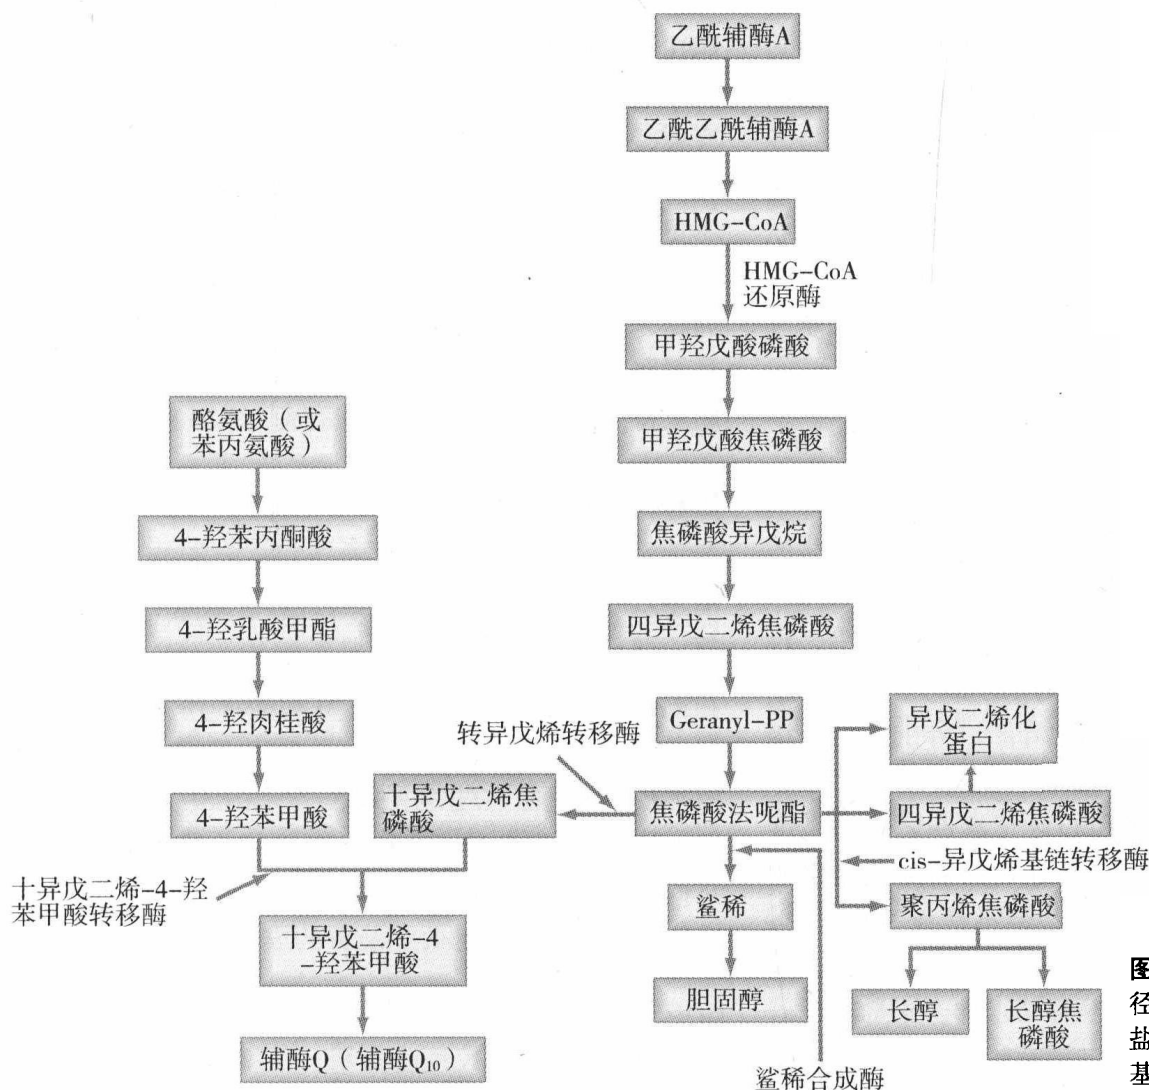 乙酰辅酶A
乙酰乙酰辅酶A
HMG-CoA
HMG-CoA
还原酶
甲羟戊酸磷酸
甲羟戊酸焦磷酸
焦磷酸异戊烷
四异戊二烯焦磷酸
Geranyl-PP
焦磷酸法呢酯
酪氨酸（或
苯丙氨酸）
4-羟苯丙酮酸
4-羟乳酸甲酯
4-羟肉桂酸
4-羟苯甲酸
转异戊烯转移酶
十异戊二烯焦
磷酸
十异戊二烯-4-羟
苯甲酸转移酶
十异戊二烯-4
-羟苯甲酸
辅酶Q（辅酶Q₁₀）
鲨稀
胆固醇
鲨稀合成酶
异戊二烯化
蛋白
四异戊二烯焦磷酸
cis-异戊烯基链转移酶
聚丙烯焦磷酸
长醇
长醇焦
磷酸
图
径
盐
基